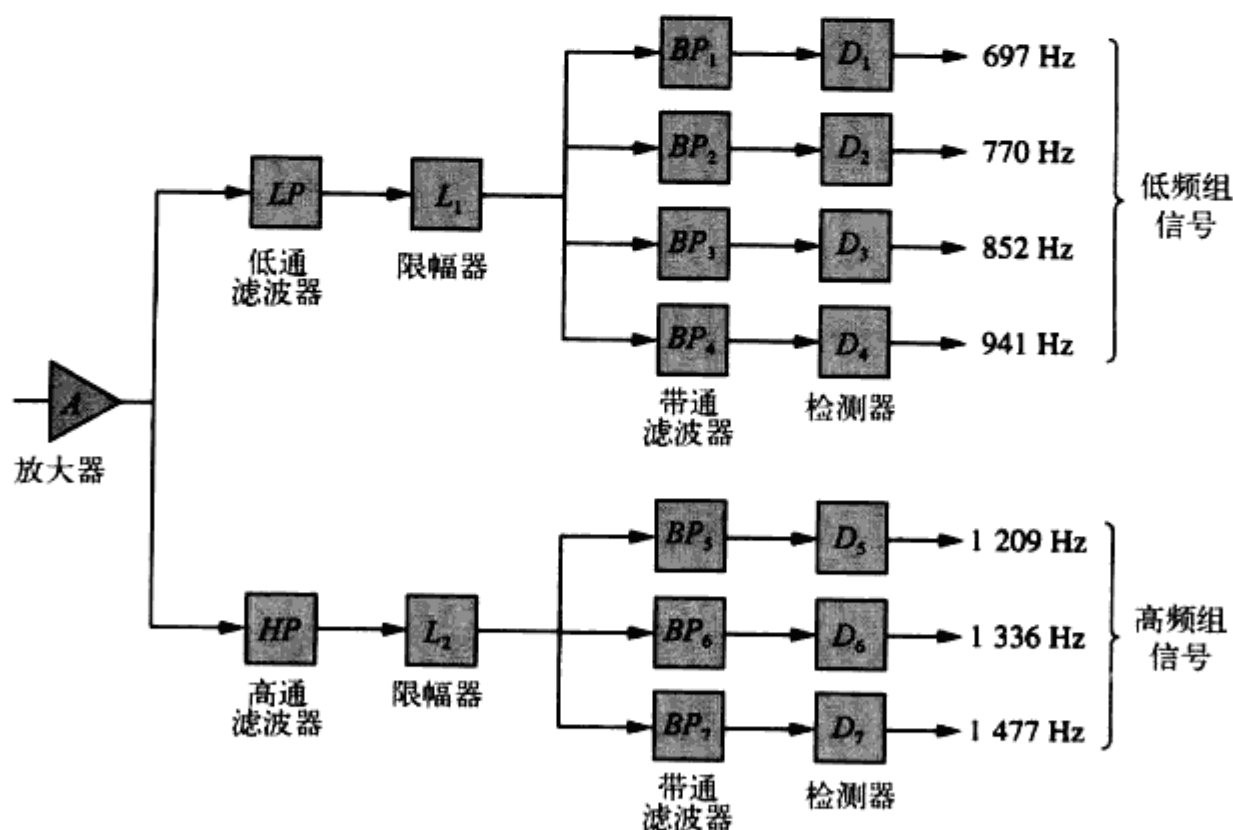 BP₁
D₁
697 Hz
BP₂
D₂
770 Hz
LP
L₁
低频组
信号
低通
滤波器
限幅器
BP₃
D₃
852 Hz
BP₄
D₄
941 Hz
带通
滤波器
检测器
A
放大器
BP₅
D₅
1 209 Hz
HP
L₂
BP₆
D₆
1 336 Hz
高频组
信号
高通
滤波器
限幅器
BP₇
D₇
1 477 Hz
带通
滤波器
检测器